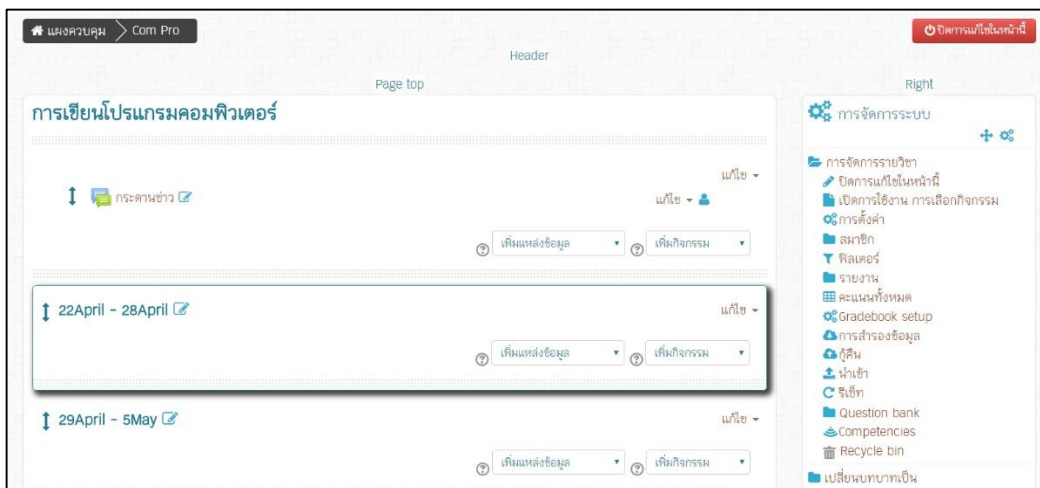 แผงควบคุม Com Pro
ปิดการแก้ไขในหน้านี้
Header
Page top
Right
การเขียนโปรแกรมคอมพิวเตอร์
แก้ไข
กระดานข่าว
แก้ไข
เพิ่มแหล่งข้อมูล เพิ่มกิจกรรม
22April - 28April แก้ไข
เพิ่มแหล่งข้อมูล เพิ่มกิจกรรม
29April - 5May แก้ไข
เพิ่มแหล่งข้อมูล เพิ่มกิจกรรม
การจัดการระบบ
การจัดการรายวิชา
ปิดการแก้ไขในหน้านี้
เปิดการใช้งาน การเลือกกิจกรรม
การตั้งค่า
สมาชิก
ฟิลเตอร์
รายงาน
คะแนนทั้งหมด
Gradebook setup
การสำรองข้อมูล
กู้คืน
นำเข้า
รีเซ็ท
Question bank
Competencies
Recycle bin
เปลี่ยนบทบาทเป็น